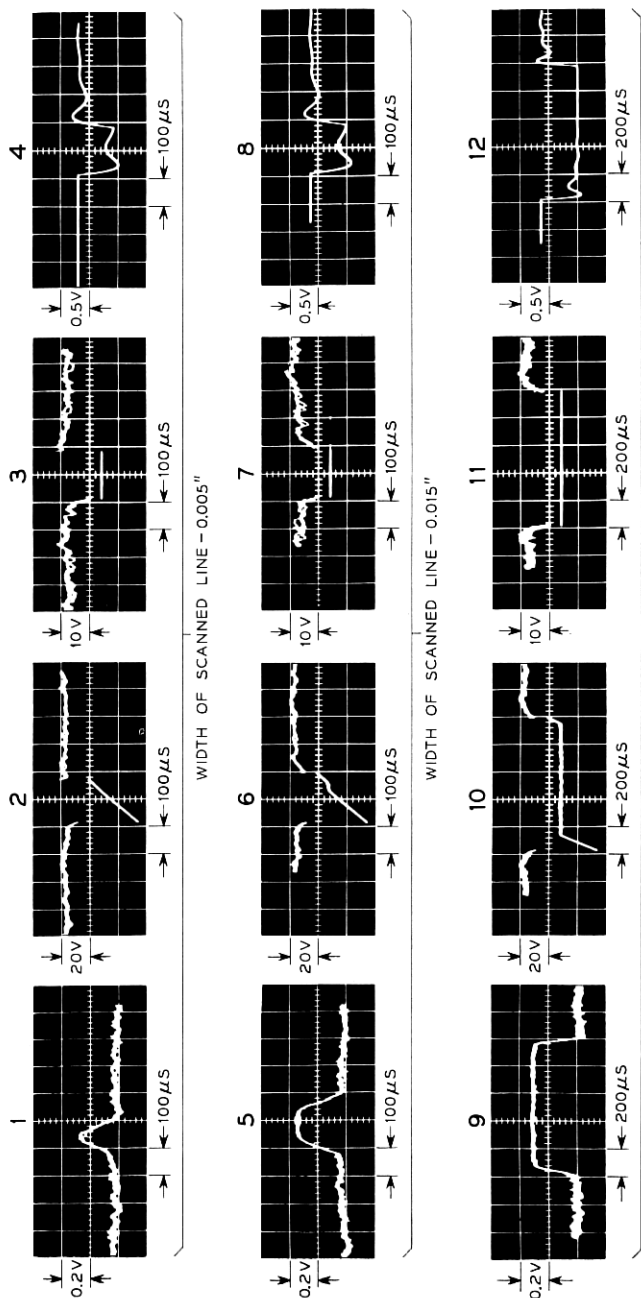 1 2 3 4
0.2V 20V 10V 0.5V
100µS 100µS 100µS 100µS
WIDTH OF SCANNED LINE – 0.005"
5 6 7 8
0.2V 20V 10V 0.5V
100µS 100µS 100µS 100µS
WIDTH OF SCANNED LINE – 0.015"
9 10 11 12
0.2V 20V 10V 0.5V
200µS 200µS 200µS 200µS